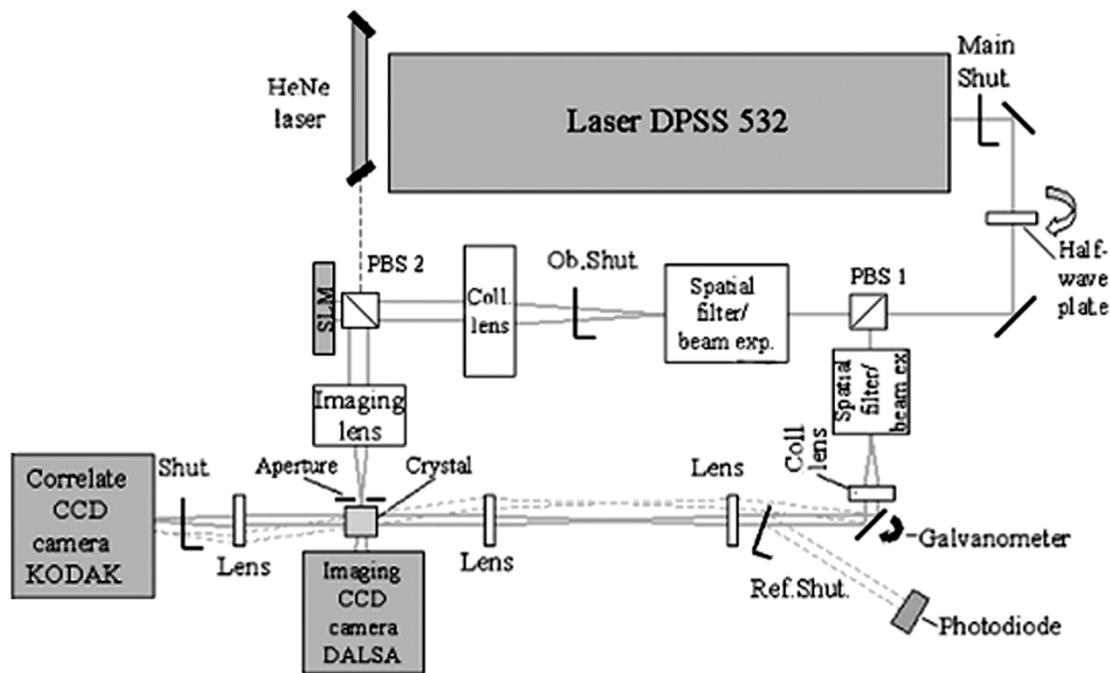 HeNe
laser
Laser DPSS 532
Main
Shut.
Half-
wave
plate
PBS 2
SLM
Coll.
lens
Ob.Shut.
Spatial
filter/
beam exp.
PBS 1
Spatial
filter/
beam ex
Imaging
lens
Coll
lens
Aperture
Crystal
Shut.
Correlate
CCD
camera
KODAK
Lens
Lens
Lens
Imaging
CCD
camera
DALSA
Ref.Shut.
Galvanometer
Photodiode